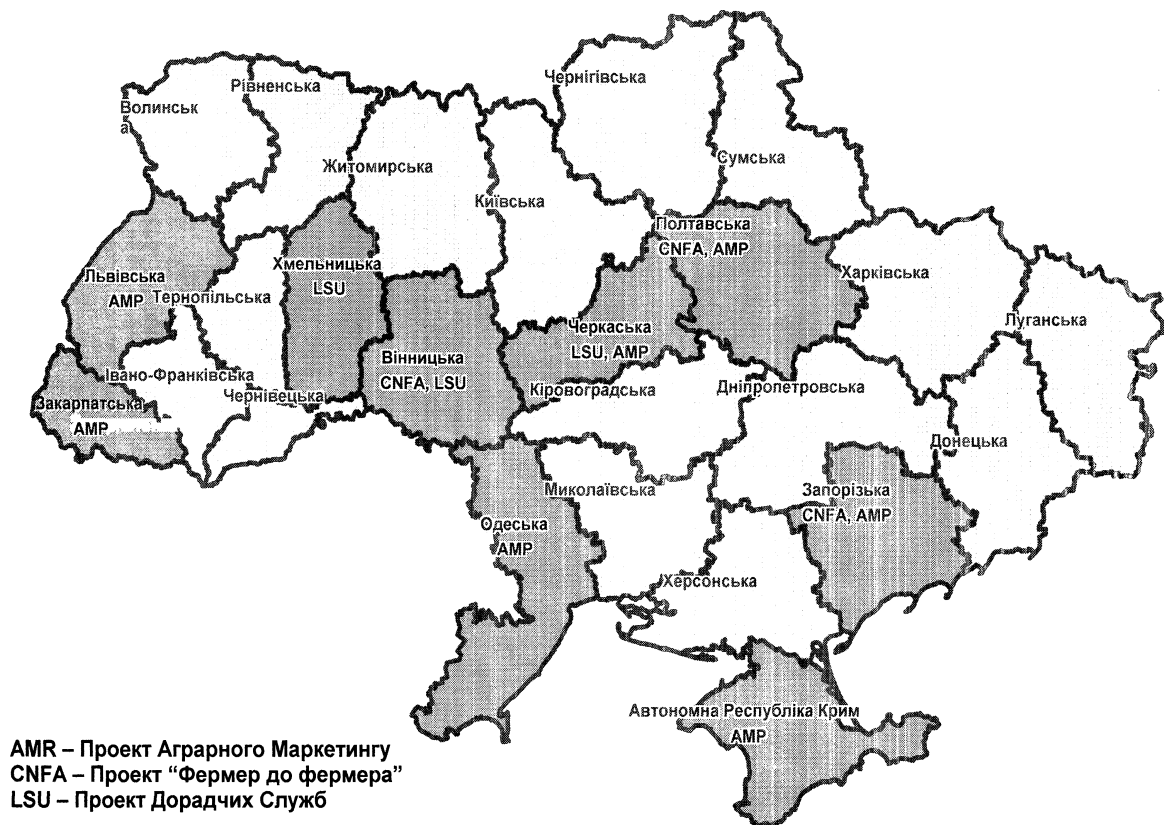 Чернігівська
Рівненська
Волинськ
а
Житомирська
Сумська
Київська
Полтавська
CNFA, AMP
Львівська
AMP
Хмельницька
LSU
Харківська
Тернопільська
Луганська
Черкаська
LSU, AMP
Вінницька
CNFA, LSU
Івано-Франківська
Кіровоградська
Дніпропетровська
Чернівецька
Закарпатська
AMP
Донецька
Миколаївська
Запорізька
CNFA, AMP
Одеська
AMP
Херсонська
Автономна Республіка Крим
AMP
AMR – Проект Аграрного Маркетингу
CNFA – Проект “Фермер до фермера”
LSU – Проект Дорадчих Служб